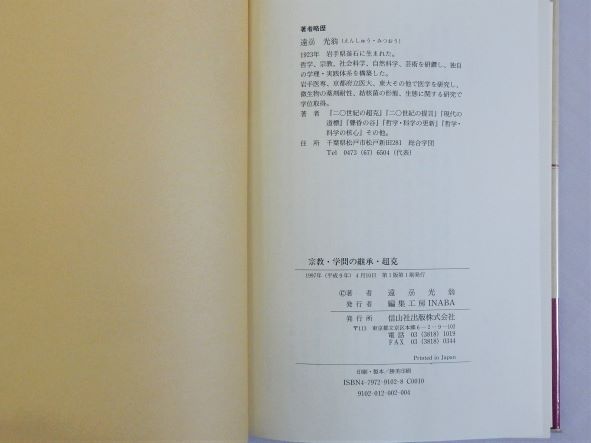 著者略歴
遠 光翁（えんしゅう・みつおう）
1923年 岩手県釜石に生まれた。
哲学、宗教、社会科学、自然科学、芸術を研鑽し、独自
の学理・実践体系を構築した。
岩手医専、京都府立医大、東大その他で医学を研究し、
微生物の薬剤耐性、結核菌の形態、生態に関する研究で
学位取得。
著 者 『二〇世紀の超克』『二〇世紀の提言』『現代の
道標』『の谷』『哲学・科学の更新』『哲学・
科学の核心』その他。
住 所 千葉県松戸市松戸新田281 総合学団
Tel 0473 (67) 6504 (代表)
宗教・学問の継承・超克
1997年（平成9年）4月10日 第1版第1刷発行
©著 者 遠 光 翁
発行者 編集工房INABA
発行所 信山社出版株式会社
〒113 東京都文京区本郷6-2-9-102
電話 03 (3818) 1019
FAX 03 (3818) 0344
Printed in Japan
印刷・製本／勝美印刷
ISBN4-7972-9102-8 C0010
9102-012-002-004